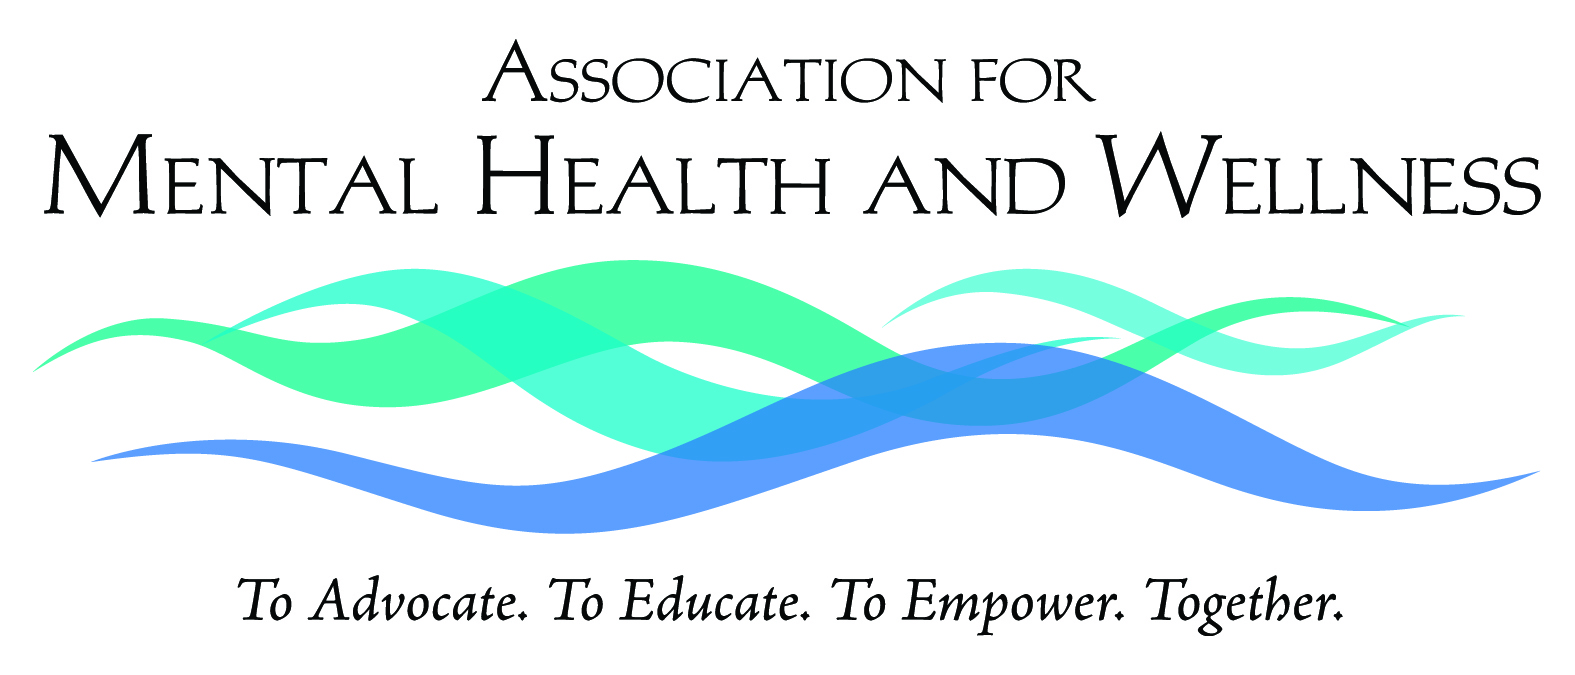 Association for
Mental Health and Wellness
To Advocate. To Educate. To Empower. Together.